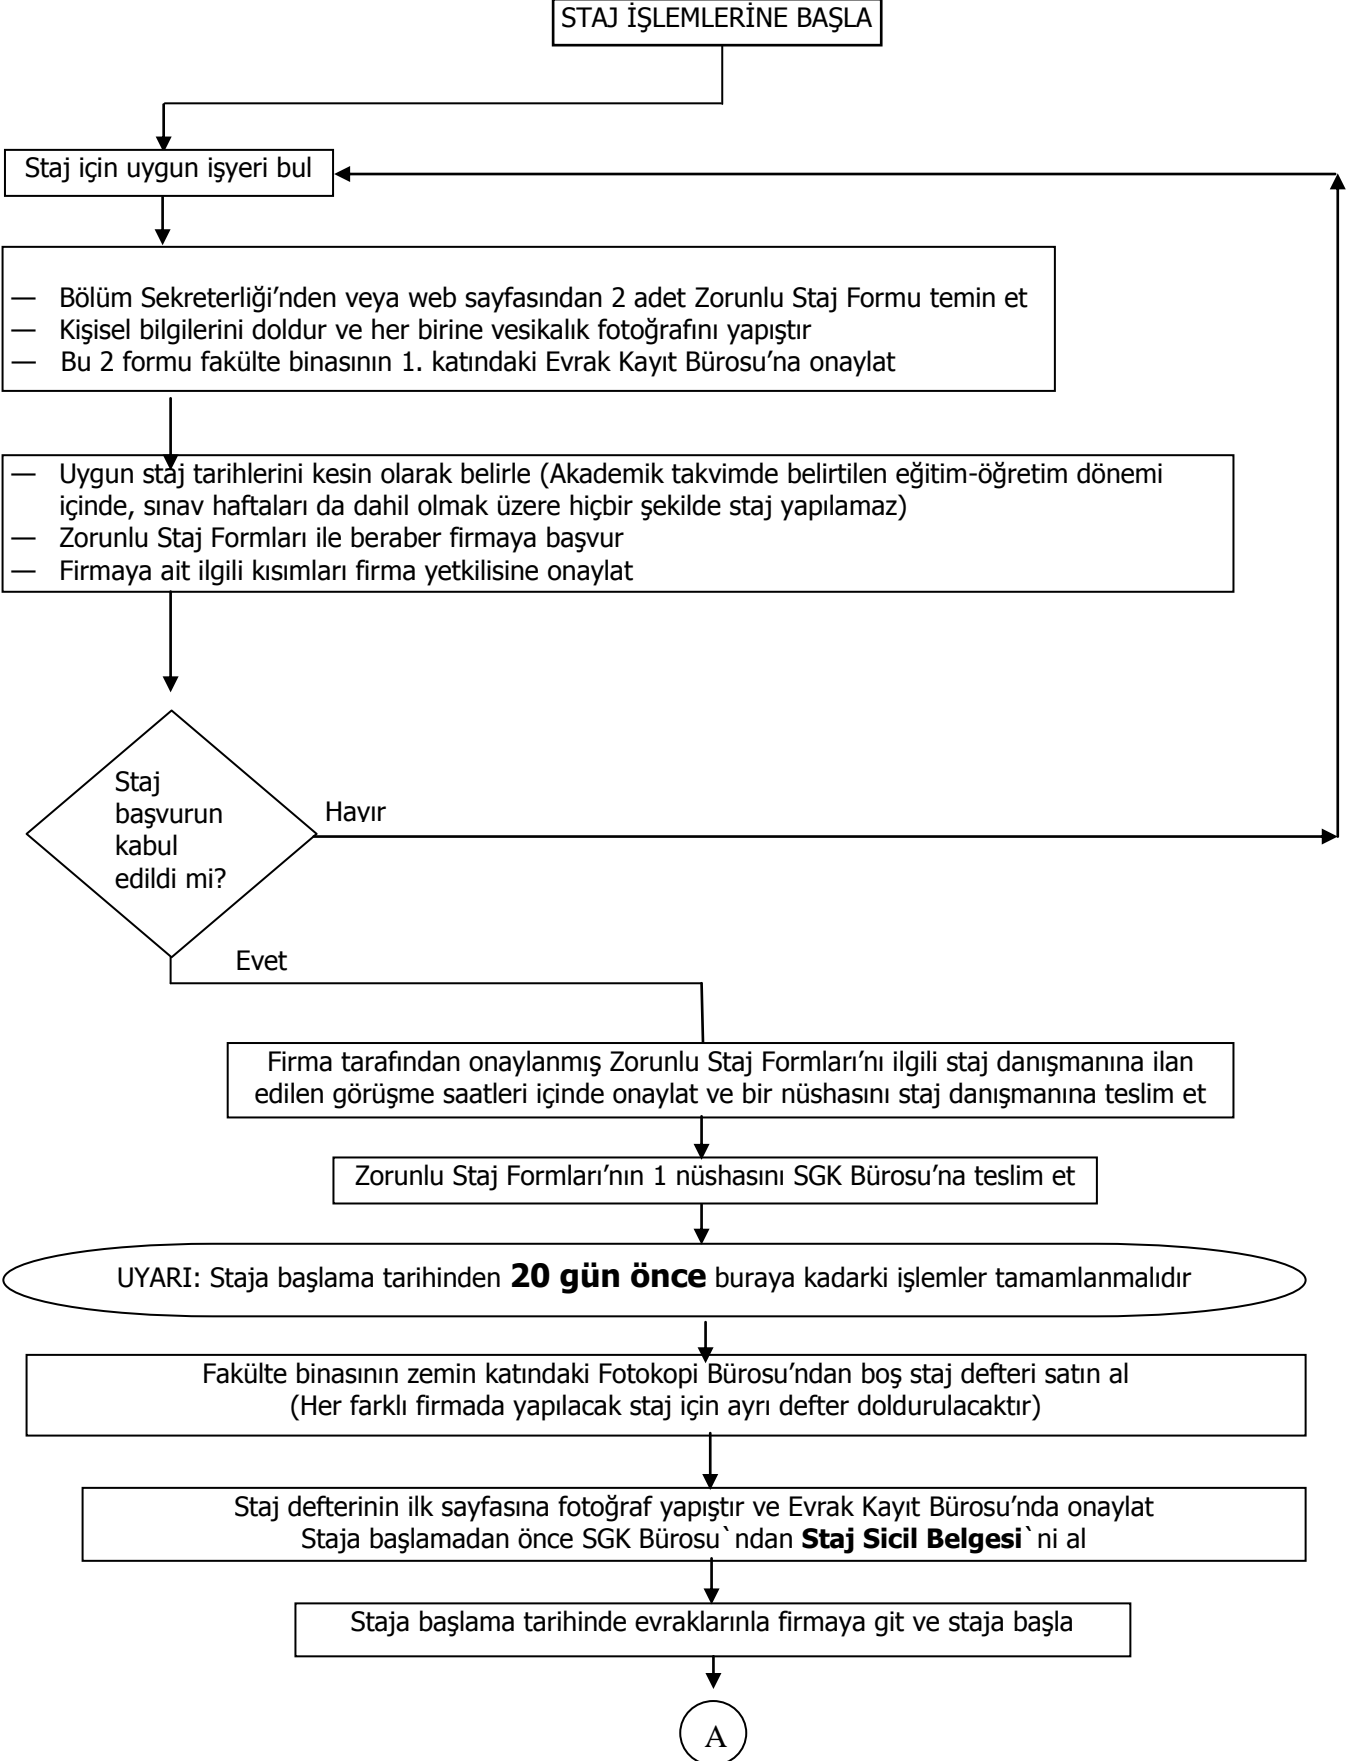 STAJ İŞLEMLERİNE BAŞLA
Staj için uygun işyeri bul
— Bölüm Sekreterliği’nden veya web sayfasından 2 adet Zorunlu Staj Formu temin et
— Kişisel bilgilerini doldur ve her birine vesikalık fotoğrafını yapıştır
— Bu 2 formu fakülte binasının 1. katındaki Evrak Kayıt Bürosu’na onaylat
— Uygun staj tarihlerini kesin olarak belirle (Akademik takvimde belirtilen eğitim-öğretim dönemi
içinde, sınav haftaları da dahil olmak üzere hiçbir şekilde staj yapılamaz)
— Zorunlu Staj Formları ile beraber firmaya başvur
— Firmaya ait ilgili kısımları firma yetkilisine onaylat
Staj
başvurun
kabul
edildi mi?
Hayır
Evet
Firma tarafından onaylanmış Zorunlu Staj Formları’nı ilgili staj danışmanına ilan
edilen görüşme saatleri içinde onaylat ve bir nüshasını staj danışmanına teslim et
Zorunlu Staj Formları’nın 1 nüshasını SGK Bürosu’na teslim et
UYARI: Staja başlama tarihinden 20 gün önce buraya kadarki işlemler tamamlanmalıdır
Fakülte binasının zemin katındaki Fotokopi Bürosu’ndan boş staj defteri satın al
(Her farklı firmada yapılacak staj için ayrı defter doldurulacaktır)
Staj defterinin ilk sayfasına fotoğraf yapıştır ve Evrak Kayıt Bürosu’nda onaylat
Staja başlamadan önce SGK Bürosu`ndan Staj Sicil Belgesi`ni al
Staja başlama tarihinde evraklarınla firmaya git ve staja başla
A